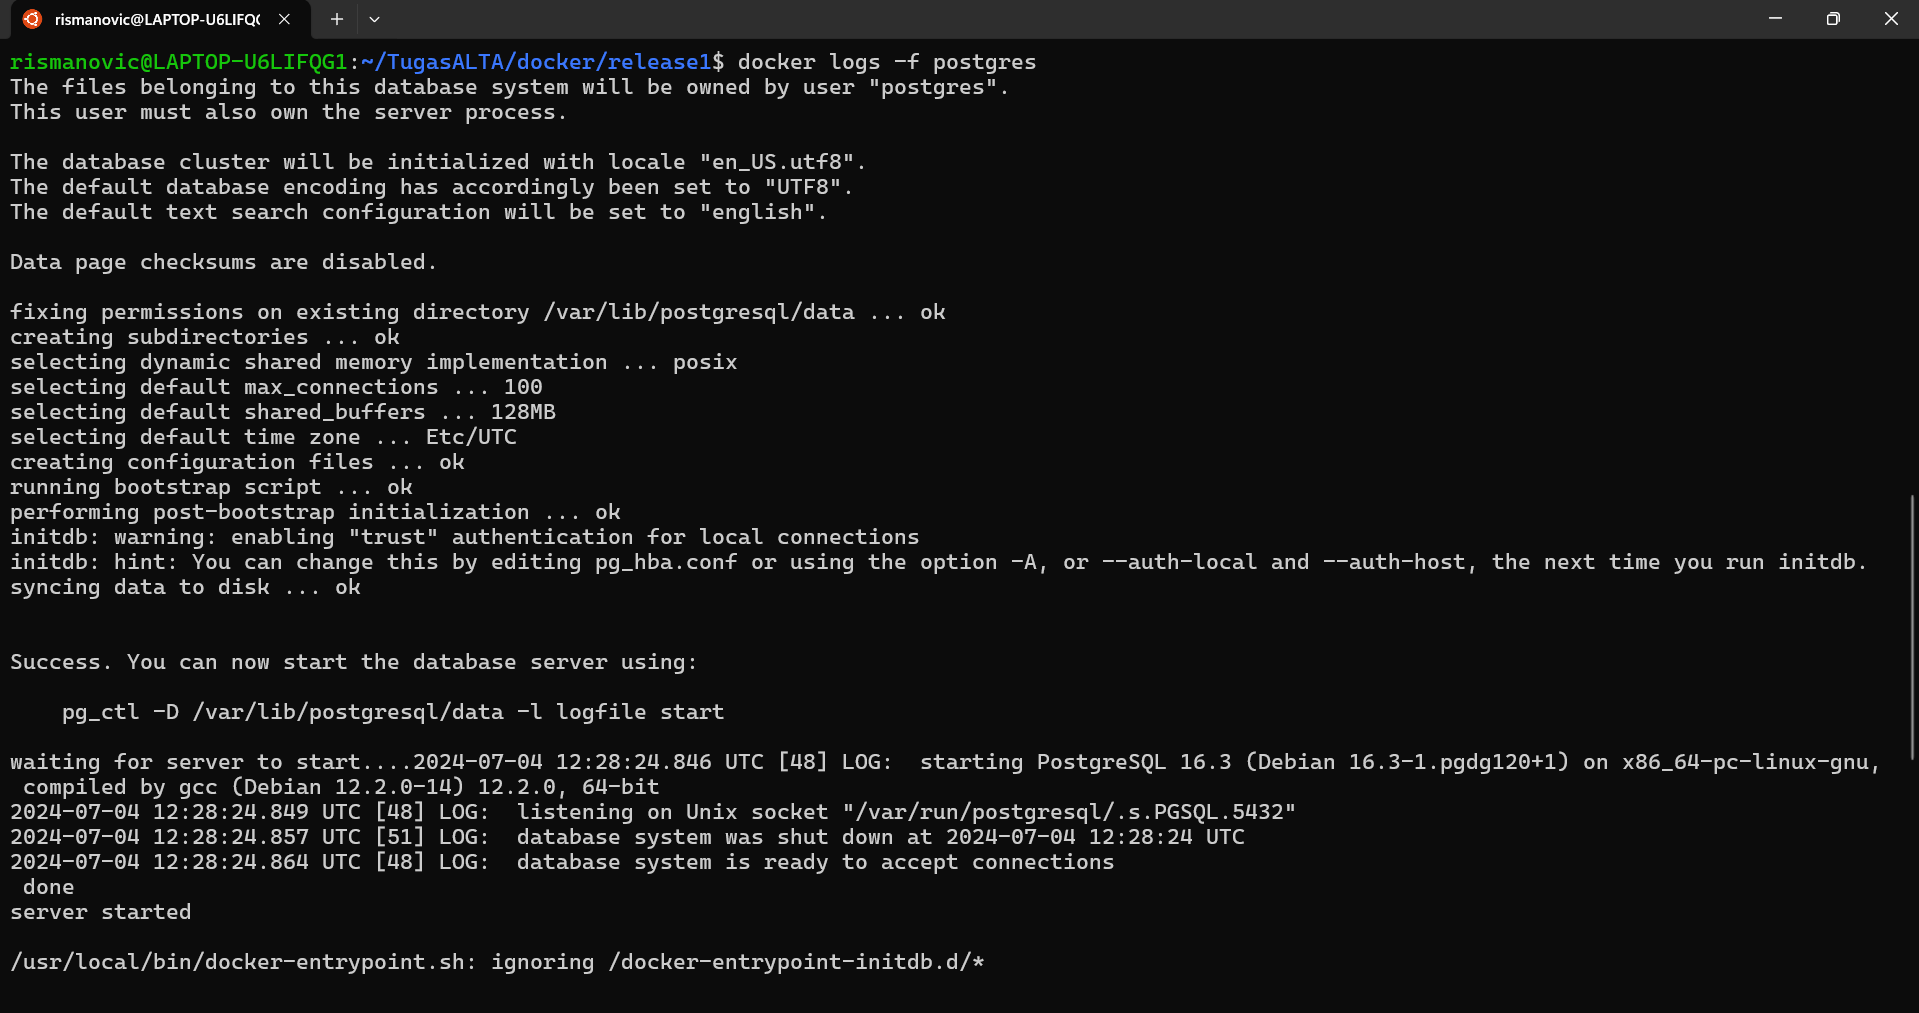 rismanovic@LAPTOP-U6LIFQ
rismanovic@LAPTOP-U6LIFQG1:~/TugasALTA/docker/release1$ docker logs -f postgres
The files belonging to this database system will be owned by user "postgres".
This user must also own the server process.
The database cluster will be initialized with locale "en_US.utf8".
The default database encoding has accordingly been set to "UTF8".
The default text search configuration will be set to "english".
Data page checksums are disabled.
fixing permissions on existing directory /var/lib/postgresql/data ... ok
creating subdirectories ... ok
selecting dynamic shared memory implementation ... posix
selecting default max_connections ... 100
selecting default shared_buffers ... 128MB
selecting default time zone ... Etc/UTC
creating configuration files ... ok
running bootstrap script ... ok
performing post-bootstrap initialization ... ok
initdb: warning: enabling "trust" authentication for local connections
initdb: hint: You can change this by editing pg_hba.conf or using the option -A, or --auth-local and --auth-host, the next time you run initdb.
syncing data to disk ... ok
Success. You can now start the database server using:
pg_ctl -D /var/lib/postgresql/data -l logfile start
waiting for server to start....2024-07-04 12:28:24.846 UTC [48] LOG:  starting PostgreSQL 16.3 (Debian 16.3-1.pgdg120+1) on x86_64-pc-linux-gnu,
compiled by gcc (Debian 12.2.0-14) 12.2.0, 64-bit
2024-07-04 12:28:24.849 UTC [48] LOG:  listening on Unix socket "/var/run/postgresql/.s.PGSQL.5432"
2024-07-04 12:28:24.857 UTC [51] LOG:  database system was shut down at 2024-07-04 12:28:24 UTC
2024-07-04 12:28:24.864 UTC [48] LOG:  database system is ready to accept connections
done
server started
/usr/local/bin/docker-entrypoint.sh: ignoring /docker-entrypoint-initdb.d/*